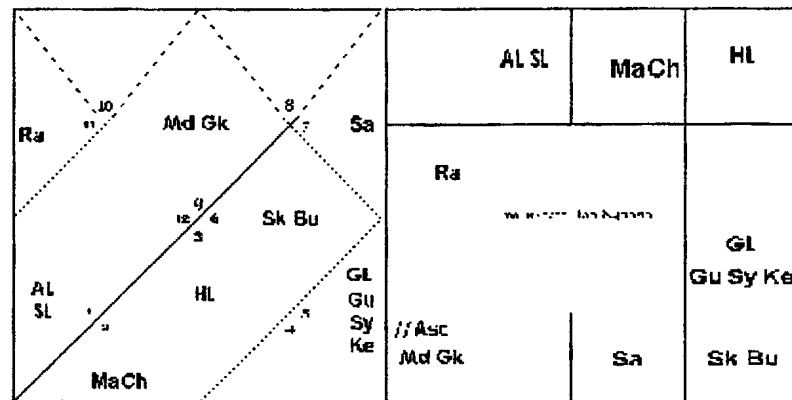 10
11
Ra
Md Gk
8
7
Sa
9
12 6
3
Sk Bu
AL
SL
1
2
HL
MaCh
GL
Gu
Sy
Ke
5
4
AL SL
MaCh
HL
Ra
GL
Gu Sy Ke
//Asc
Md Gk
Sa
Sk Bu